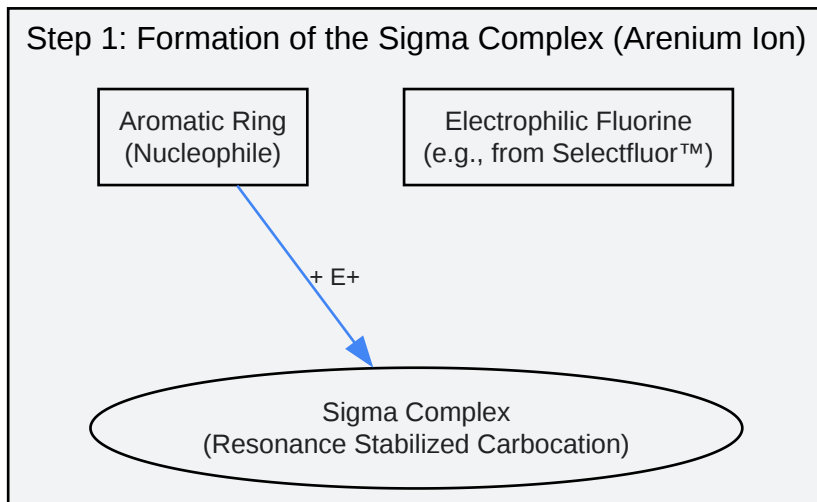 Step 1: Formation of the Sigma Complex (Arenium Ion)
Aromatic Ring
(Nucleophile)
Electrophilic Fluorine
(e.g., from Selectfluor™)
+ E+
Sigma Complex
(Resonance Stabilized Carbocation)